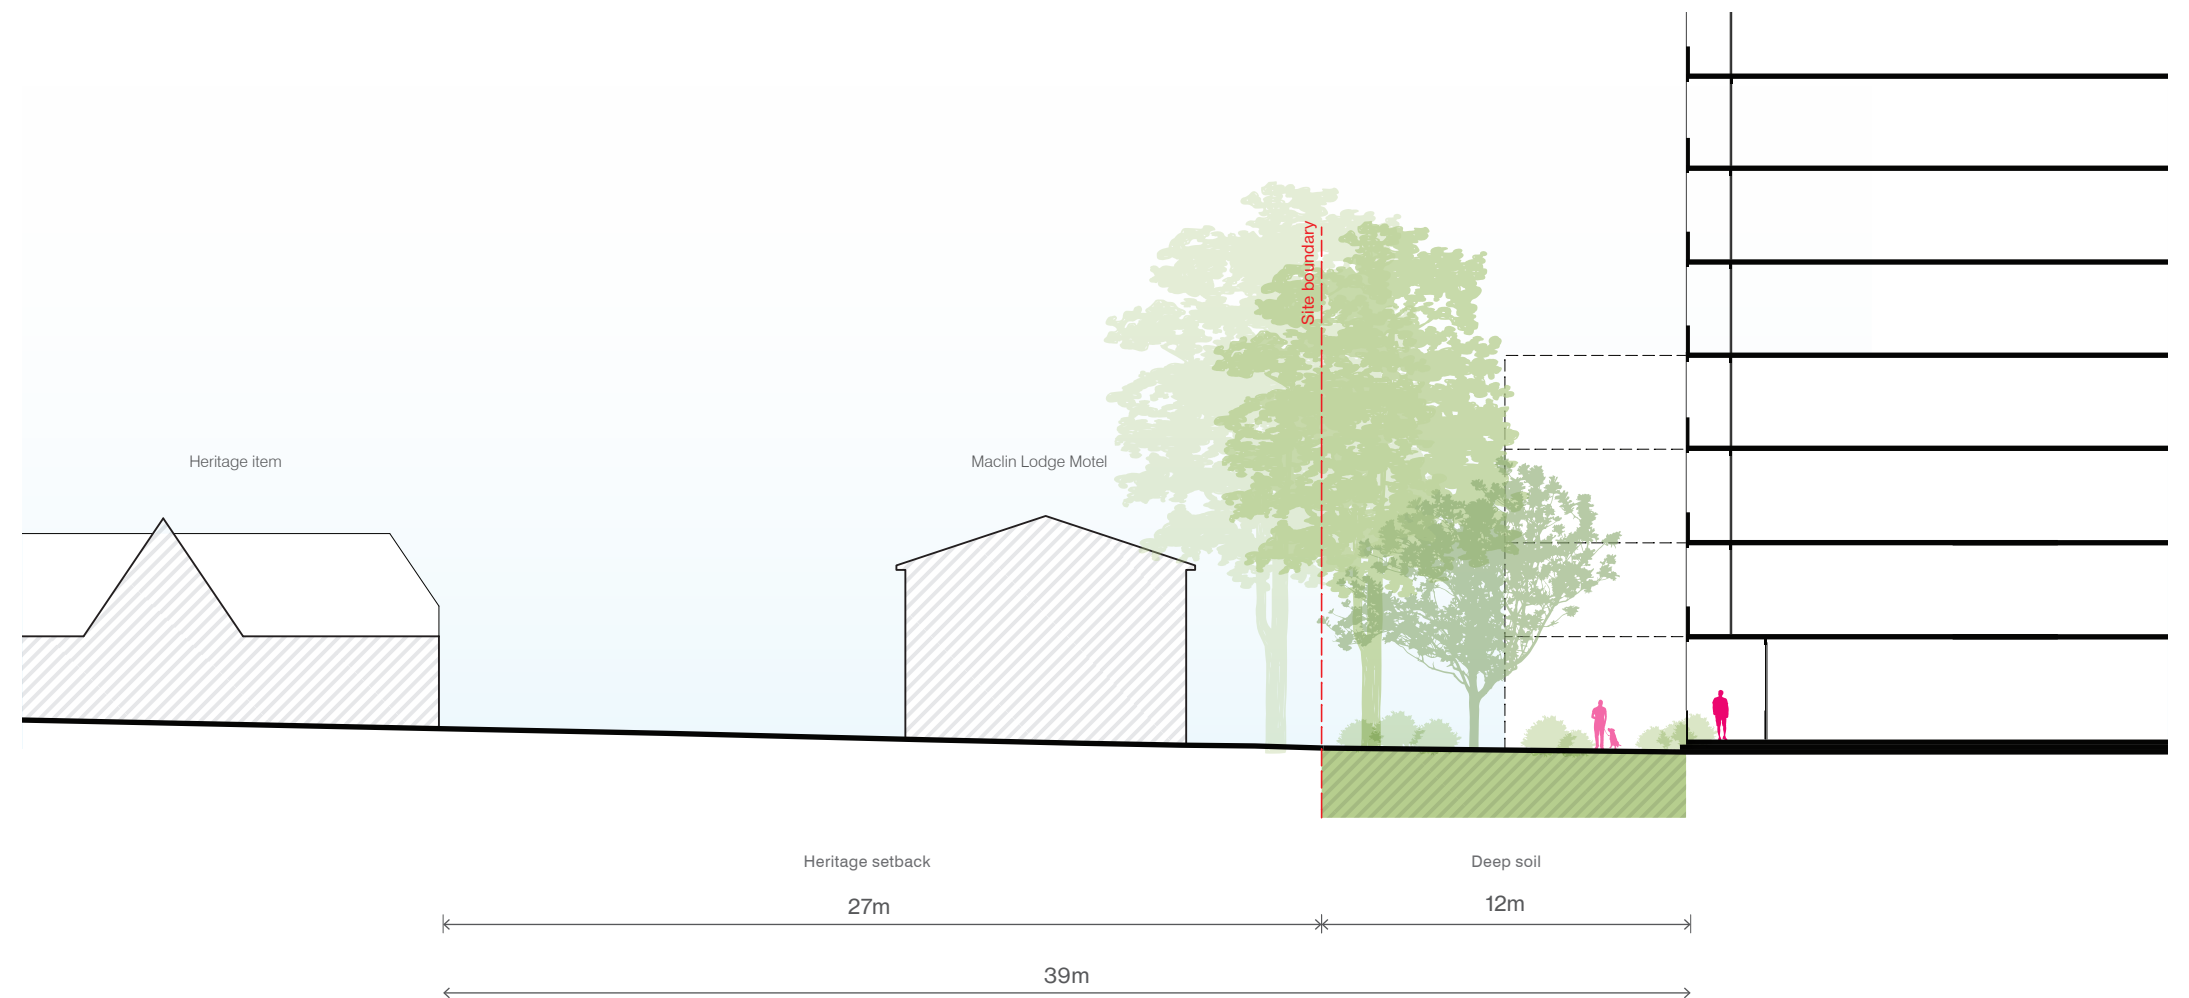 Site boundary
Heritage item
Maclin Lodge Motel
Heritage setback
Deep soil
27m
12m
39m